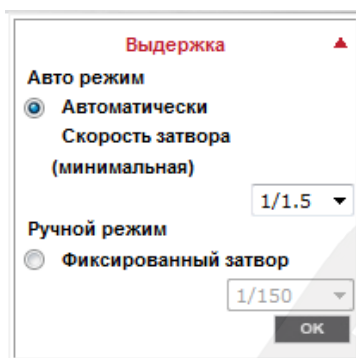 Выдержка
Авто режим
Автоматически
Скорость затвора
(минимальная)
1/1.5
Ручной режим
Фиксированный затвор
1/150
OK